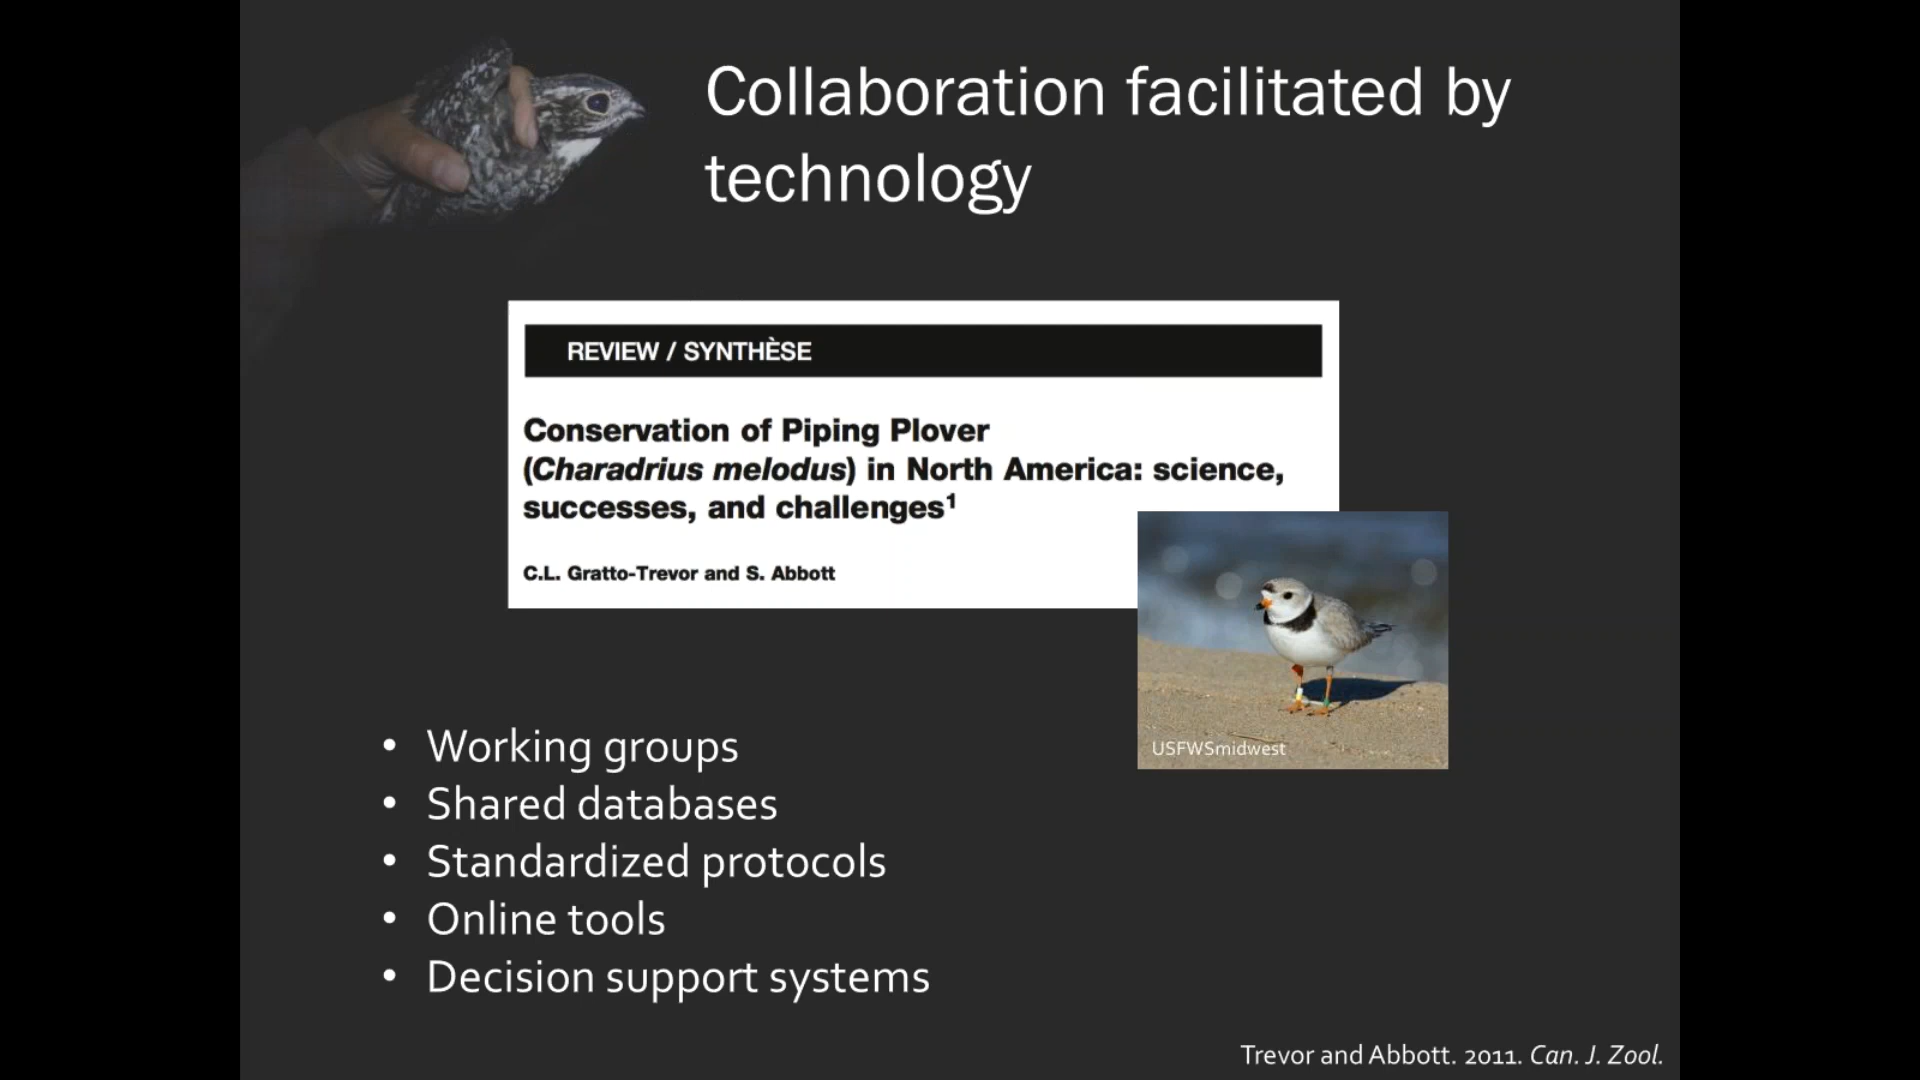 Collaboration facilitated by
technology
REVIEW / SYNTHÈSE
Conservation of Piping Plover
(Charadrius melodus) in North America: science,
successes, and challenges¹
C.L. Gratto-Trevor and S. Abbott
USFWSmidwest
• Working groups
• Shared databases
• Standardized protocols
• Online tools
• Decision support systems
Trevor and Abbott. 2011. Can. J. Zool.